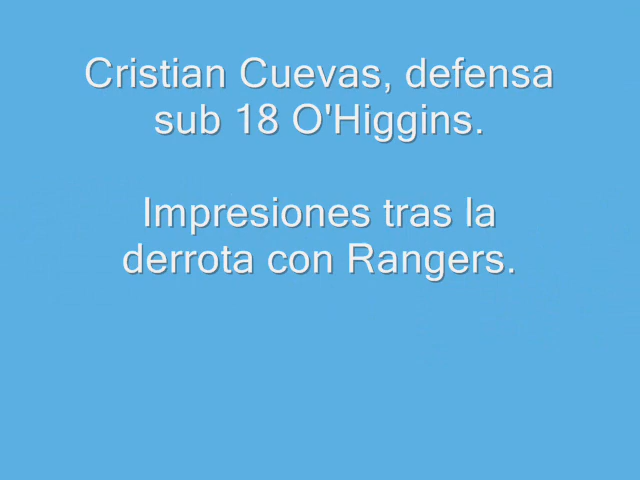 Cristian Cuevas, defensa
sub 18 O'Higgins.
Impresiones tras la
derrota con Rangers.